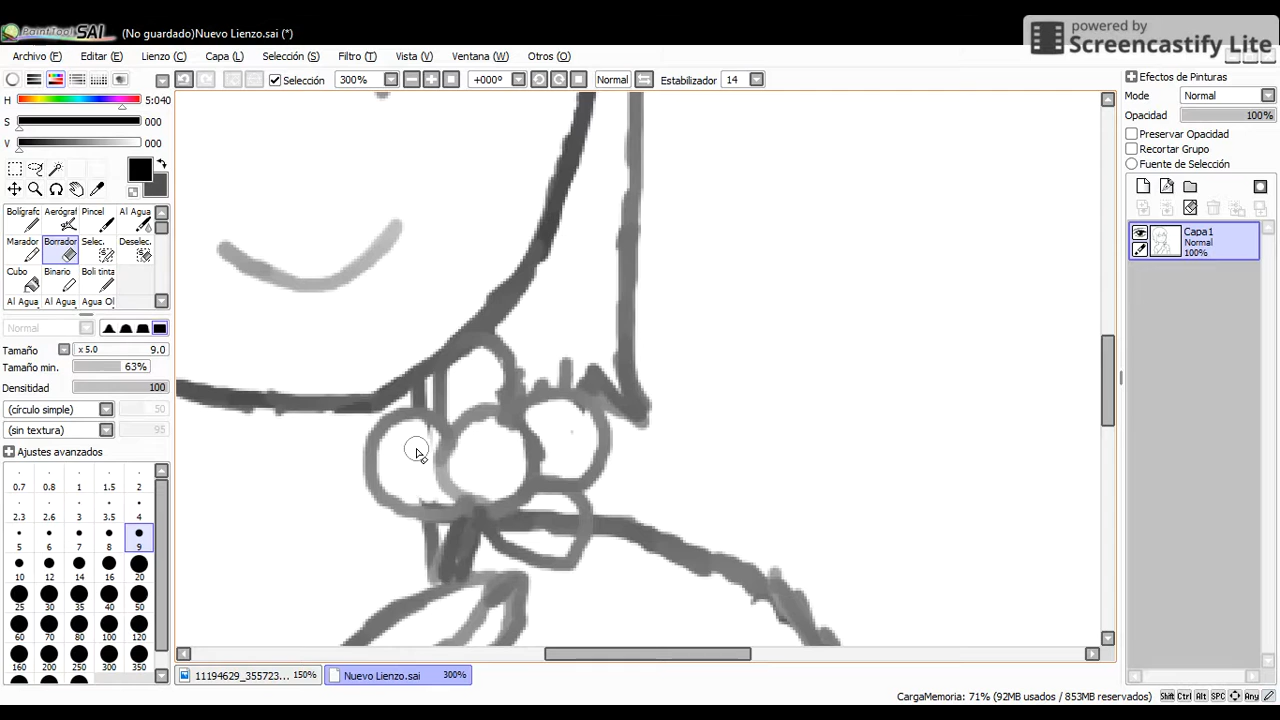 powered by
Screencastify Lite
PaintTool SAI (No guardado)Nuevo Lienzo.sai (*)
Archivo (F) Editar (E) Lienzo (C) Capa (L) Selección (S) Filtro (T) Vista (V) Ventana (W) Otros (O)
Selección 300% +000º Normal Estabilizador 14
H 5:040
S 000
V 000
Bolígrafc Aerógraf Pincel Al Agua
Marador Borrador Selec. Deselec.
Cubo Binario Boli tinta
Al Agua Al Agua Agua Ol
Normal
Tamaño x 5.0 9.0
Tamaño min. 63%
Densitidad 100
(círculo simple) 50
(sin textura) 95
Ajustes avanzados
0.7 0.8 1 1.5 2
2.3 2.6 3 3.5 4
5 6 7 8 9
10 12 14 16 20
25 30 35 40 50
60 70 80 100 120
160 200 250 300 350
Efectos de Pinturas
Mode Normal
Opacidad 100%
Preservar Opacidad
Recortar Grupo
Fuente de Selección
Capa1
Normal
100%
11194629_355723... 150% Nuevo Lienzo.sai 300%
CargaMemoria: 71% (92MB usados / 853MB reservados) Shift Ctrl Alt SPC Any